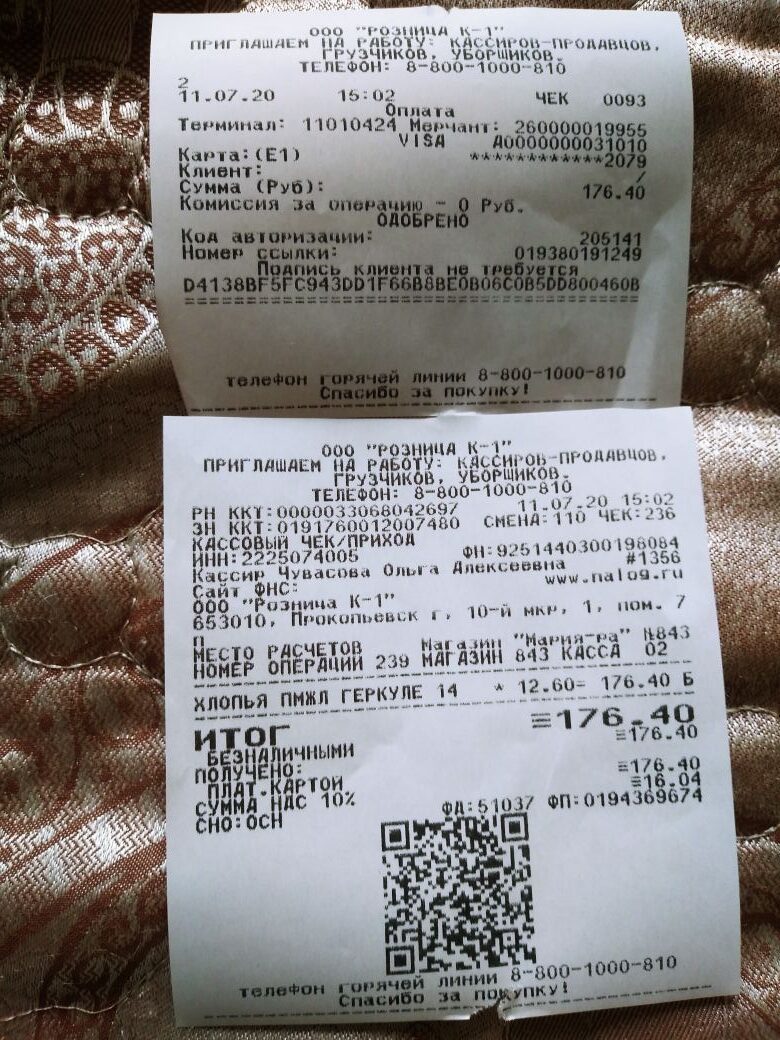 ООО "РОЗНИЦА К-1"
ПРИГЛАШАЕМ НА РАБОТУ: КАССИРОВ-ПРОДАВЦОВ,
ГРУЗЧИКОВ, УБОРЩИКОВ.
ТЕЛЕФОН: 8-800-1000-810
2
11.07.20 15:02 ЧЕК 0093
Оплата
Терминал: 11010424 Мерчант: 260000019955
VISA A0000000031010
Карта:(E1) ************2079
Клиент: /
Сумма (Руб): 176.40
Комиссия за операцию - 0 Руб.
ОДОБРЕНО
Код авторизации: 205141
Номер ссылки: 019380191249
Подпись клиента не требуется
D4138BF5FC943DD1F66B8BE0B06C0B5DD800460B
========================================
телефон горячей линии 8-800-1000-810
Спасибо за покупку!
ООО "РОЗНИЦА К-1"
ПРИГЛАШАЕМ НА РАБОТУ: КАССИРОВ-ПРОДАВЦОВ,
ГРУЗЧИКОВ, УБОРЩИКОВ.
ТЕЛЕФОН: 8-800-1000-810
РН ККТ:0000033068042697 11.07.20 15:02
ЗН ККТ:0191760012007480 СМЕНА:110 ЧЕК:236
КАССОВЫЙ ЧЕК/ПРИХОД
ИНН:2225074005 ФН:9251440300198084
Кассир Чувасова Ольга Алексеевна #1356
Сайт ФНС: www.nalog.ru
ООО "Розница К-1"
653010, Прокопьевск г, 10-й мкр, 1, пом. 7
П
МЕСТО РАСЧЕТОВ Магазин "Мария-ра" №843
НОМЕР ОПЕРАЦИИ 239 МАГАЗИН 843 КАССА 02
ХЛОПЬЯ ПМЖЛ ГЕРКУЛЕ 14 * 12.60= 176.40 Б
ИТОГ ≡176.40
БЕЗНАЛИЧНЫМИ ≡176.40
ПОЛУЧЕНО:
ПЛАТ.КАРТОЙ ≡176.40
СУММА НДС 10% ≡16.04
СНО:ОСН ФД:51037 ФП:0194369674
телефон горячей линии 8-800-1000-810
Спасибо за покупку!